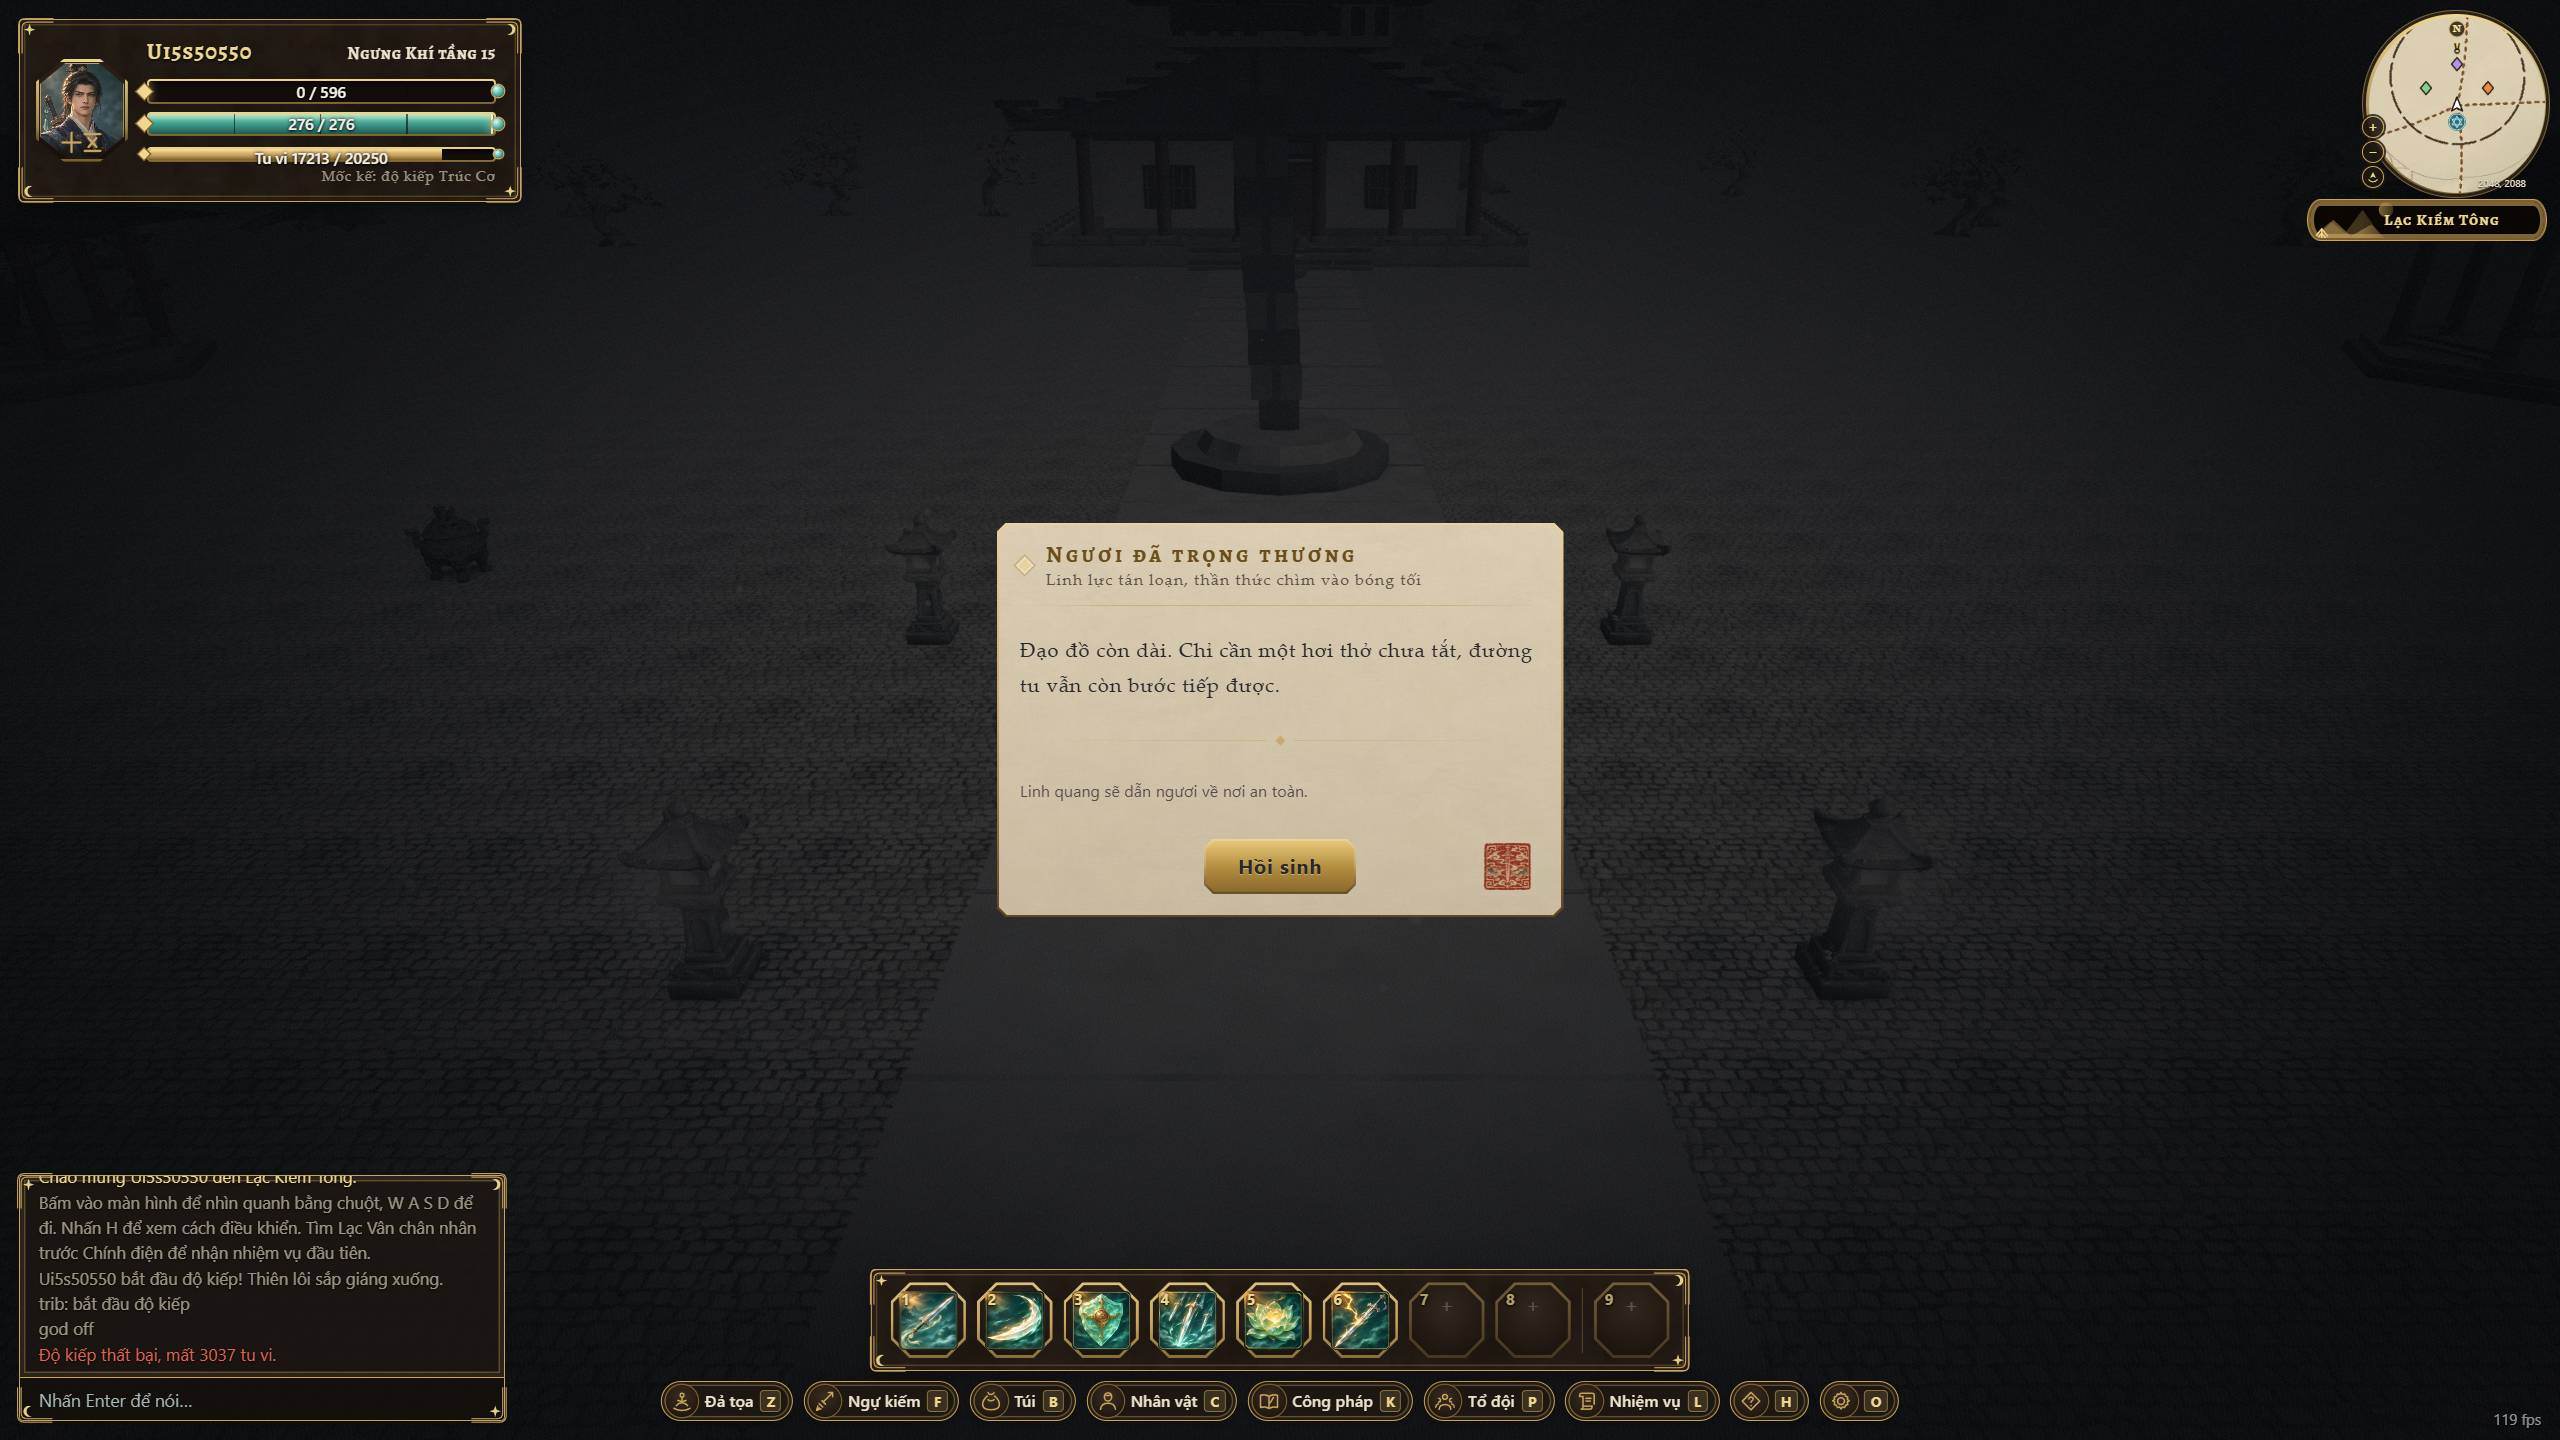 Ui5s50550
Ngưng Khí tầng 15
0 / 596
276 / 276
Tu vi 17213 / 20250
Mốc kế: độ kiếp Trúc Cơ
N
+
−
2048, 2088
Lạc Kiếm Tông
Ngươi đã trọng thương
Linh lực tán loạn, thần thức chìm vào bóng tối
Đạo đồ còn dài. Chỉ cần một hơi thở chưa tắt, đường
tu vẫn còn bước tiếp được.
Linh quang sẽ dẫn ngươi về nơi an toàn.
Hồi sinh
Chào mừng Ui5s50550 đến Lạc Kiếm Tông.
Bấm vào màn hình để nhìn quanh bằng chuột, W A S D để
đi. Nhấn H để xem cách điều khiển. Tìm Lạc Vân chân nhân
trước Chính điện để nhận nhiệm vụ đầu tiên.
Ui5s50550 bắt đầu độ kiếp! Thiên lôi sắp giáng xuống.
trib: bắt đầu độ kiếp
god off
Độ kiếp thất bại, mất 3037 tu vi.
Nhấn Enter để nói...
1 2 3 4 5 6 7 + 8 + 9 +
Đả tọa Z Ngự kiếm F Túi B Nhân vật C Công pháp K Tổ đội P Nhiệm vụ L ? H O
119 fps